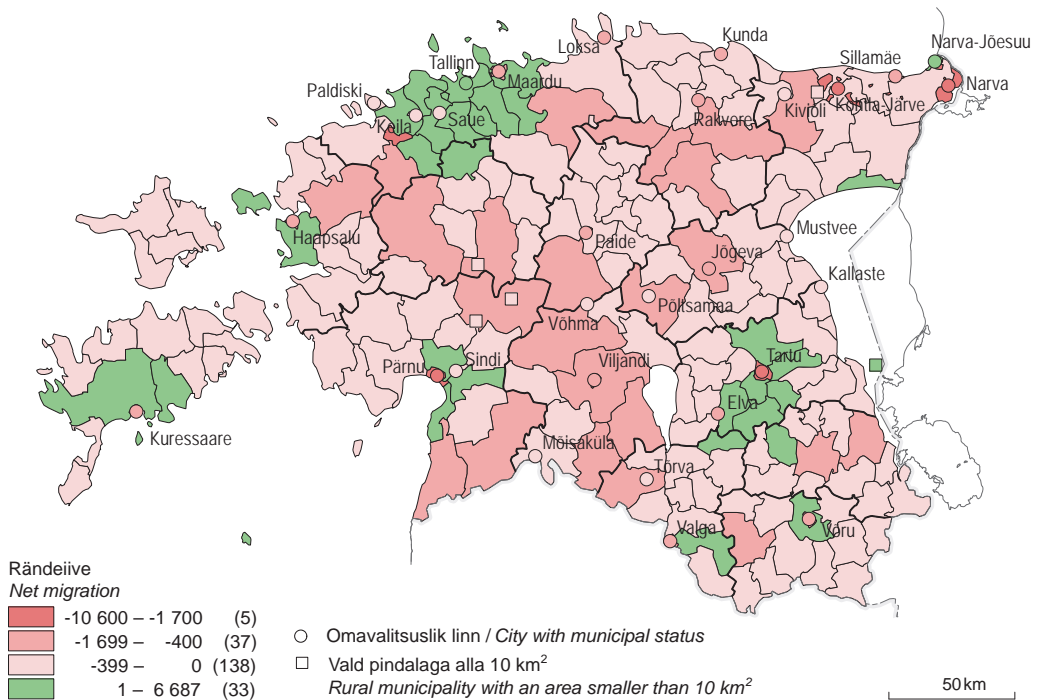 Kunda
Loksa
Narva-Jõesuu
Tallinn
Sillamäe
Maardu
Narva
Paldiski
Keila
Saue
Rakvere
Kiviõli
Kohtla-Järve
Haapsalu
Paide
Mustvee
Jõgeva
Kallaste
Põltsamaa
Võhma
Pärnu
Sindi
Viljandi
Tartu
Elva
Kuressaare
Mõisaküla
Tõrva
Valga
Võru
Rändeiive
Net migration
-10 600 – -1 700 (5)
-1 699 – -400 (37)
-399 – 0 (138)
1 – 6 687 (33)
Omavalitsuslik linn / City with municipal status
Vald pindalaga alla 10 km²
Rural municipality with an area smaller than 10 km²
50 km